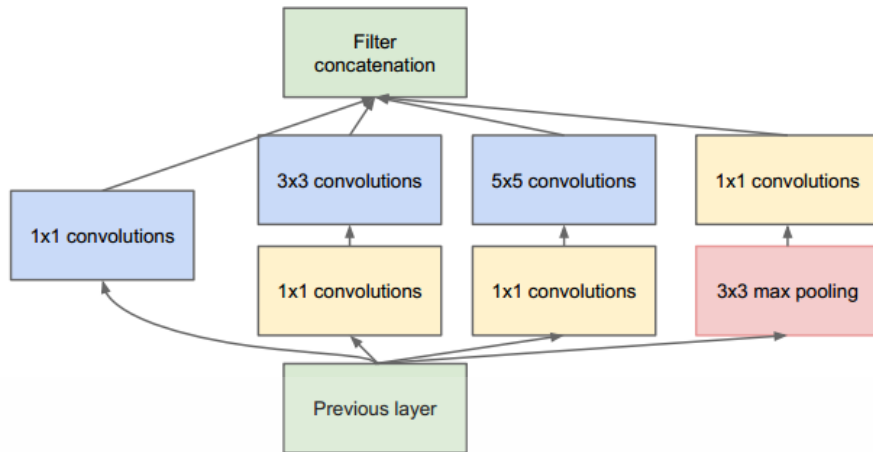 Filter
concatenation
3x3 convolutions
5x5 convolutions
1x1 convolutions
1x1 convolutions
1x1 convolutions
1x1 convolutions
3x3 max pooling
Previous layer